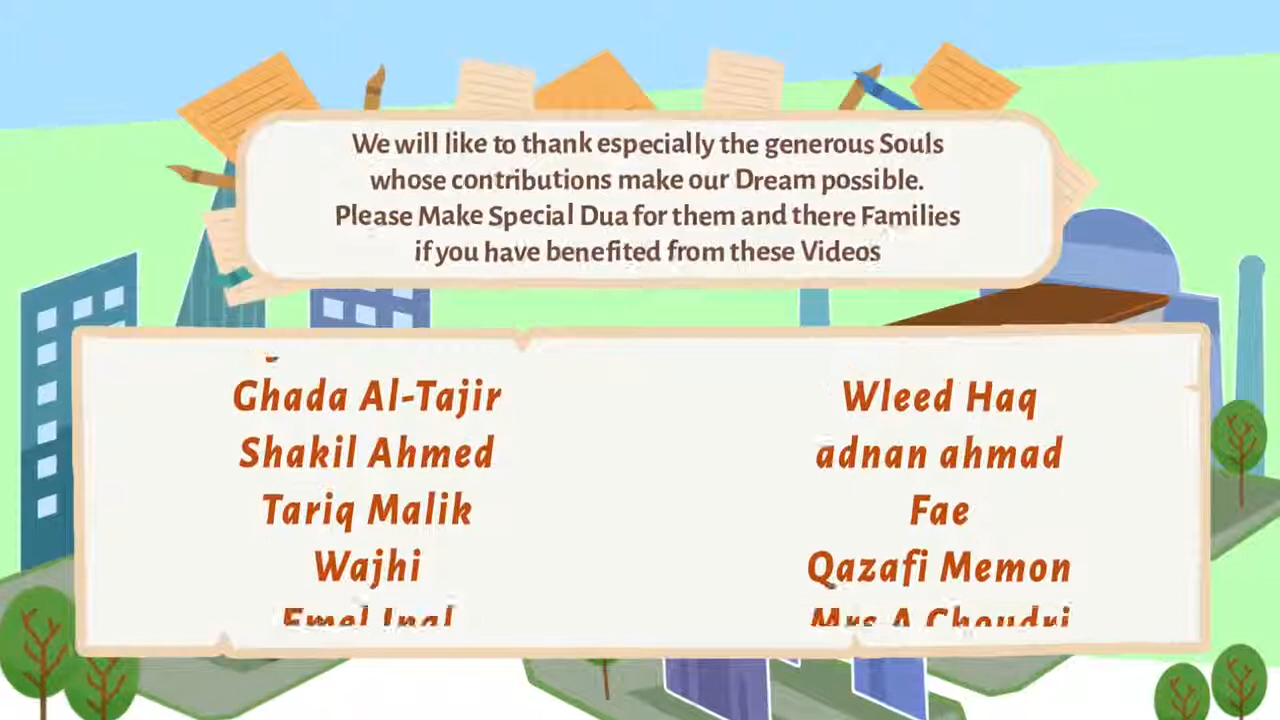 We will like to thank especially the generous Souls
whose contributions make our Dream possible.
Please Make Special Dua for them and there Families
if you have benefited from these Videos
Ghada Al-Tajir
Wleed Haq
Shakil Ahmed
adnan ahmad
Tariq Malik
Fae
Wajhi
Qazafi Memon
Mrs A Choudri